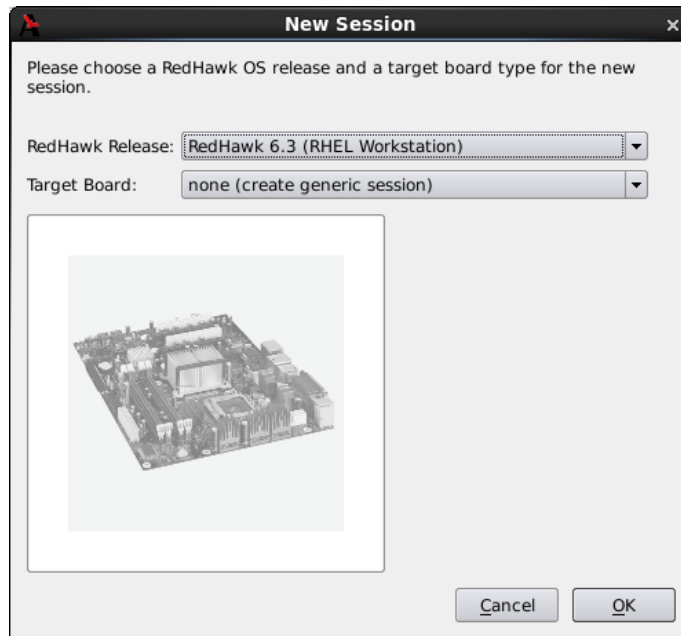 New Session
Please choose a RedHawk OS release and a target board type for the new
session.
RedHawk Release: RedHawk 6.3 (RHEL Workstation)
Target Board: none (create generic session)
Cancel OK